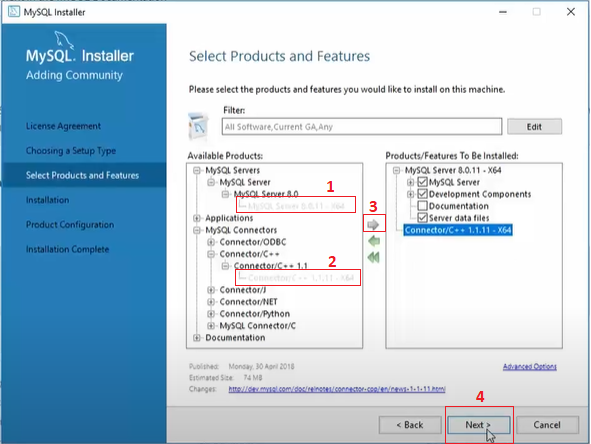 MySQL Installer
MySQL. Installer
Adding Community
License Agreement
Choosing a Setup Type
Select Products and Features
Installation
Product Configuration
Installation Complete
Select Products and Features
Please select the products and features you would like to install on this machine.
Filter:
All Software,Current GA,Any
Edit
Available Products:
MySQL Servers
MySQL Server
MySQL Server 8.0
1
MySQL Server 8.0.11 - X64
Applications
MySQL Connectors
Connector/ODBC
Connector/C++
Connector/C++ 1.1
2
Connector/C++ 1.1.11 - X64
Connector/J
Connector/NET
Connector/Python
MySQL Connector/C
Documentation
3
Products/Features To Be Installed:
MySQL Server 8.0.11 - X64
MySQL Server
Development Components
Documentation
Server data files
Connector/C++ 1.1.11 - X64
Published: Monday, 30 April 2018
Estimated Size: 74 MB
Changes: http://dev.mysql.com/doc/relnotes/connector-cpp/en/news-1-1-11.html
Advanced Options
4
< Back
Next >
Cancel